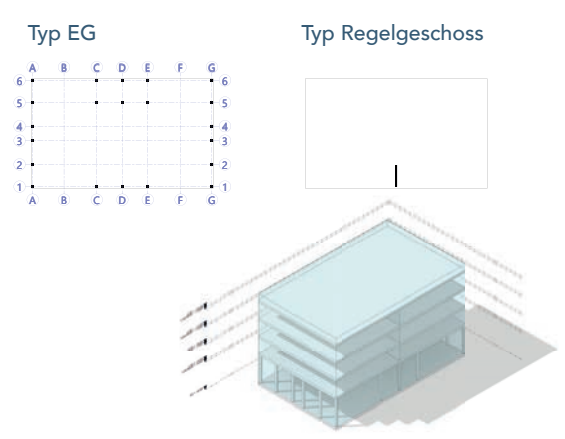 Typ EG
Typ Regelgeschoss
A B C D E F G
6 6
5 5
4 4
3 3
2 2
1 1
A B C D E F G